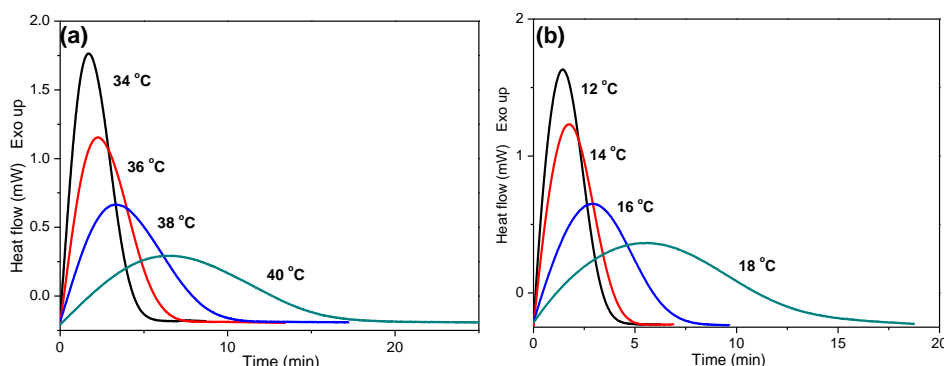 (a)
2.0
1.5
1.0
0.5
0.0
Heat flow (mW) Exo up
34 °C
36 °C
38 °C
40 °C
0
10
20
Time (min)
(b)
2
1
0
Heat flow (mW) Exo up
12 °C
14 °C
16 °C
18 °C
0
5
10
15
20
Time (min)